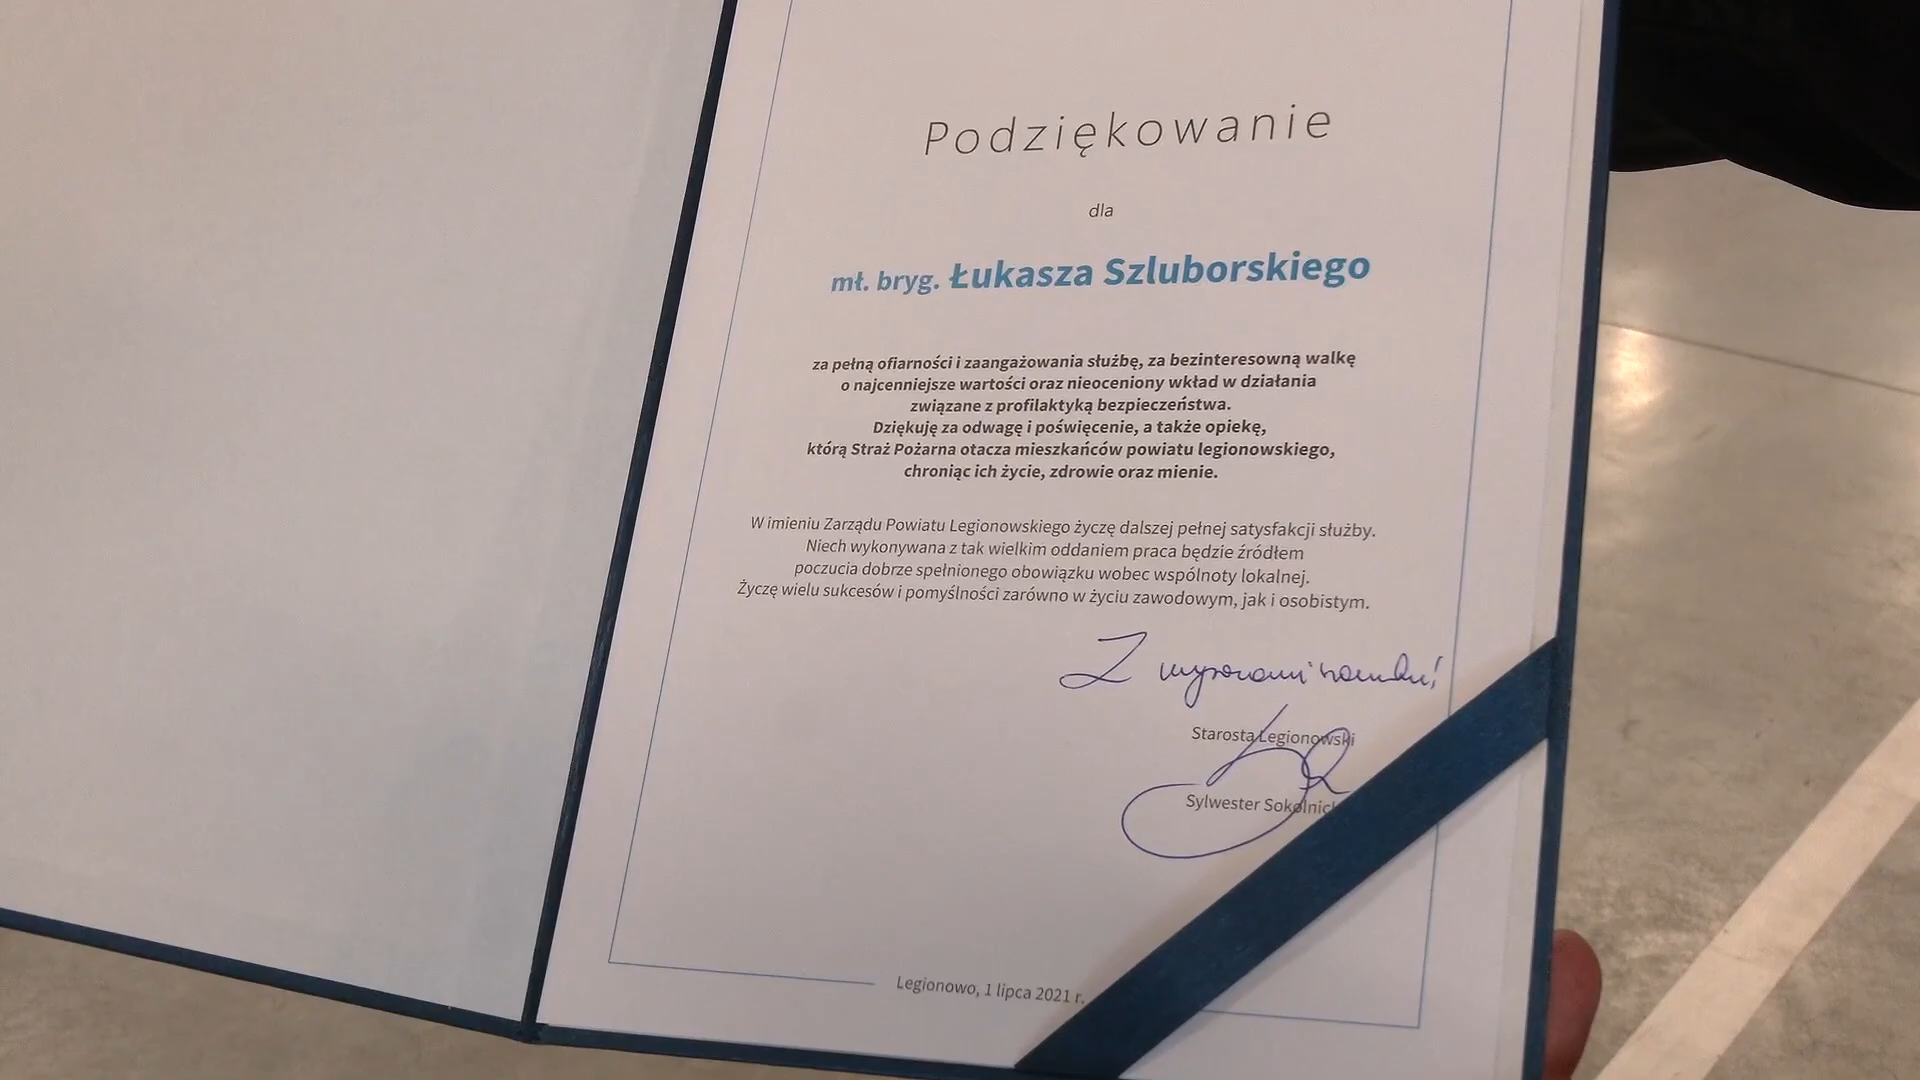 Podziękowanie
dla
mł. bryg. Łukasza Szluborskiego
za pełną ofiarności i zaangażowania służbę, za bezinteresowną walkę
o najcenniejsze wartości oraz nieoceniony wkład w działania
związane z profilaktyką bezpieczeństwa.
Dziękuję za odwagę i poświęcenie, a także opiekę,
którą Straż Pożarna otacza mieszkańców powiatu legionowskiego,
chroniąc ich życie, zdrowie oraz mienie.
W imieniu Zarządu Powiatu Legionowskiego życzę dalszej pełnej satysfakcji służby.
Niech wykonywana z tak wielkim oddaniem praca będzie źródłem
poczucia dobrze spełnionego obowiązku wobec wspólnoty lokalnej.
Życzę wielu sukcesów i pomyślności zarówno w życiu zawodowym, jak i osobistym.
Z wyrazami
Starosta Legionowski
Sylwester Sokolnick
Legionowo, 1 lipca 2021 r.